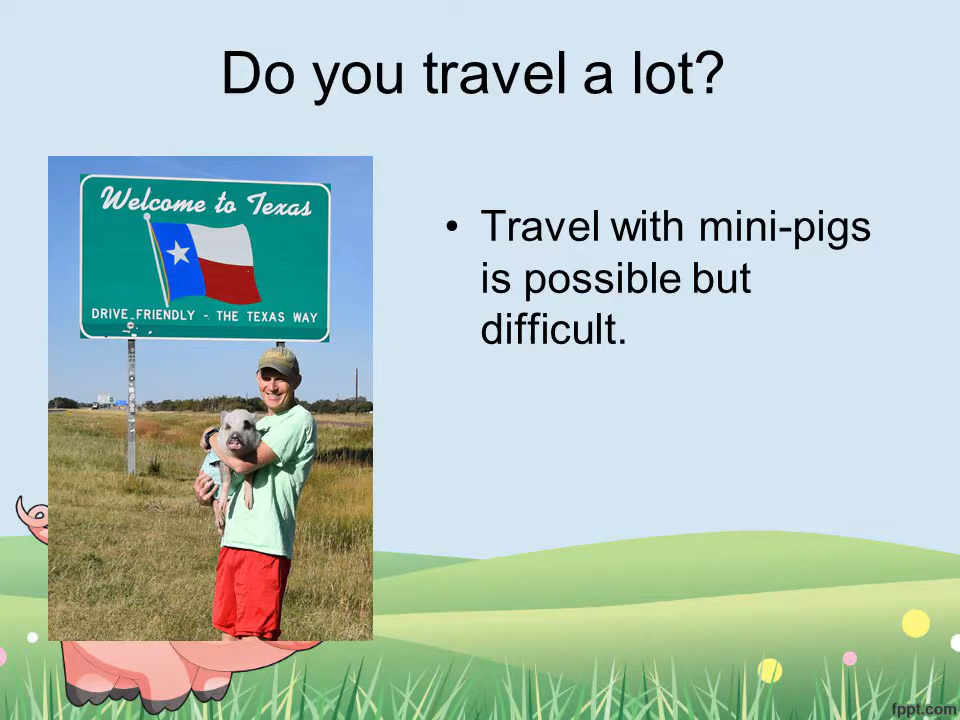 Do you travel a lot?
Welcome to Texas
DRIVE FRIENDLY - THE TEXAS WAY
• Travel with mini-pigs
is possible but
difficult.
fppt.com